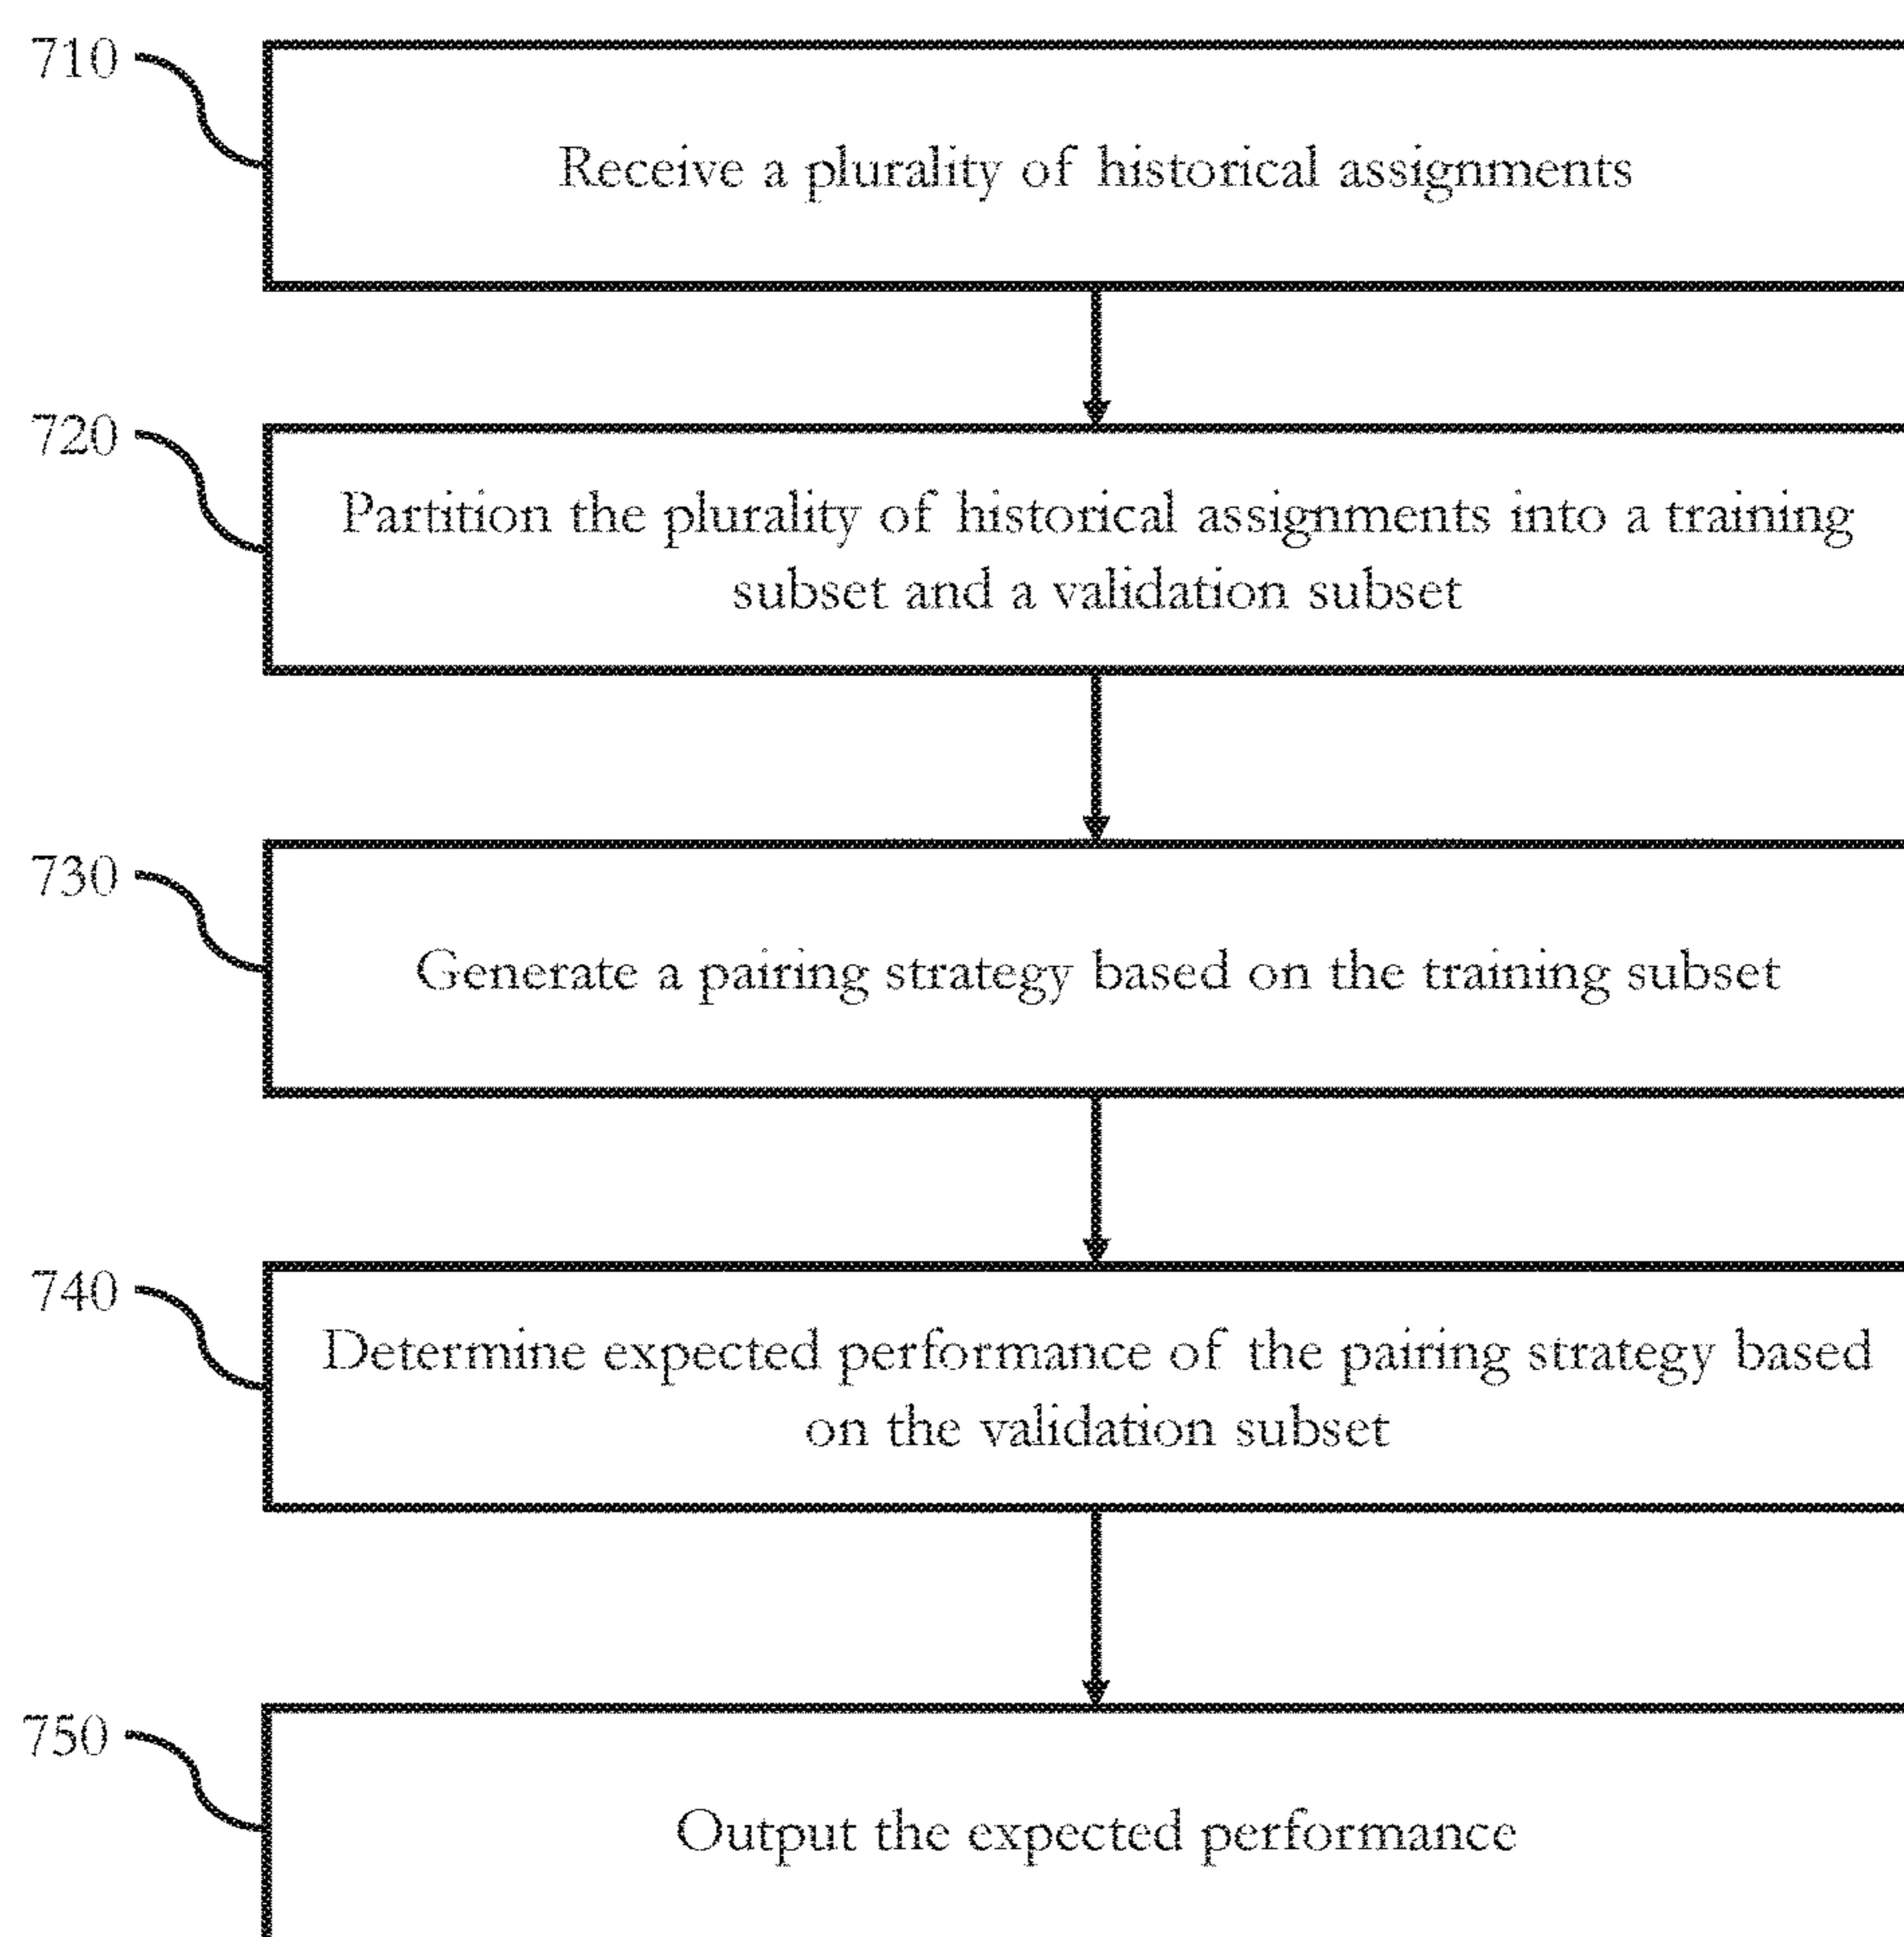 710
Receive a plurality of historical assignments
720
Partition the plurality of historical assignments into a training
subset and a validation subset
730
Generate a pairing strategy based on the training subset
740
Determine expected performance of the pairing strategy based
on the validation subset
750
Output the expected performance